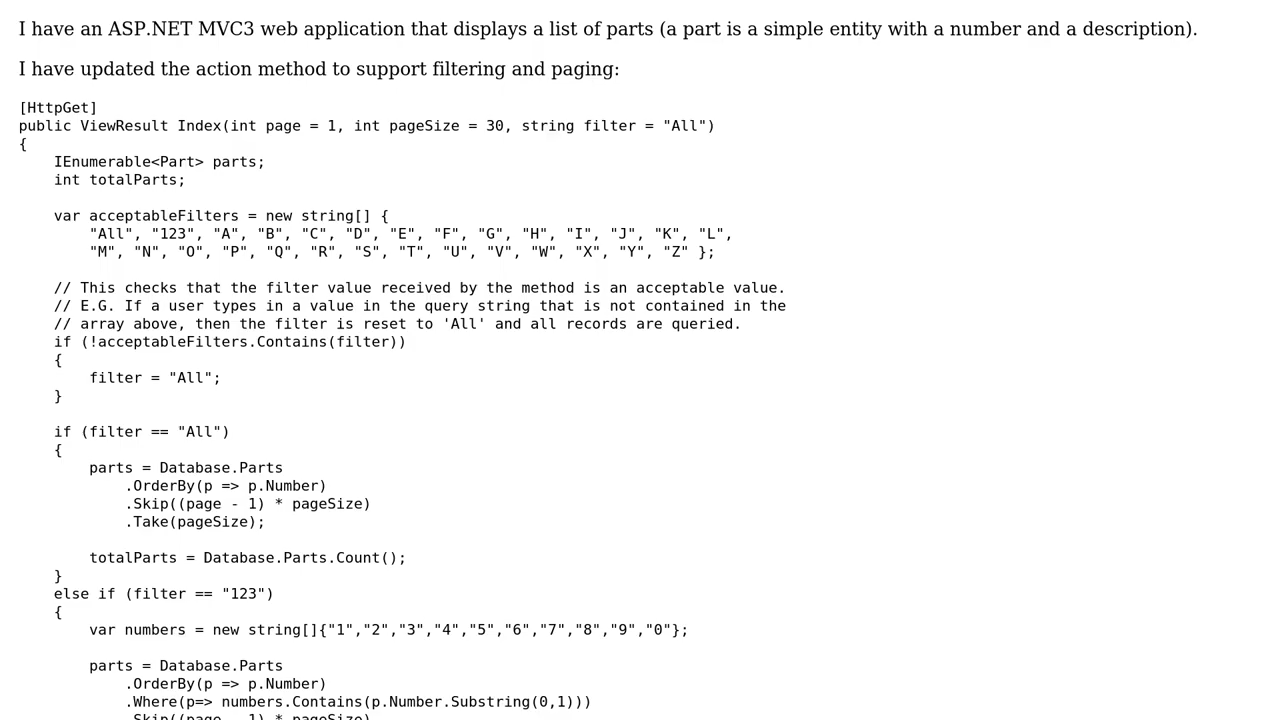 I have an ASP.NET MVC3 web application that displays a list of parts (a part is a simple entity with a number and a description).
I have updated the action method to support filtering and paging:
[HttpGet]
public ViewResult Index(int page = 1, int pageSize = 30, string filter = "All")
{
    IEnumerable<Part> parts;
    int totalParts;
    var acceptableFilters = new string[] {
        "All", "123", "A", "B", "C", "D", "E", "F", "G", "H", "I", "J", "K", "L",
        "M", "N", "O", "P", "Q", "R", "S", "T", "U", "V", "W", "X", "Y", "Z" };
    // This checks that the filter value received by the method is an acceptable value.
    // E.G. If a user types in a value in the query string that is not contained in the
    // array above, then the filter is reset to 'All' and all records are queried.
    if (!acceptableFilters.Contains(filter))
    {
        filter = "All";
    }
    if (filter == "All")
    {
        parts = Database.Parts
            .OrderBy(p => p.Number)
            .Skip((page - 1) * pageSize)
            .Take(pageSize);
        totalParts = Database.Parts.Count();
    }
    else if (filter == "123")
    {
        var numbers = new string[]{"1","2","3","4","5","6","7","8","9","0"};
        parts = Database.Parts
            .OrderBy(p => p.Number)
            .Where(p=> numbers.Contains(p.Number.Substring(0,1)))
            .Skip((page - 1) * pageSize)